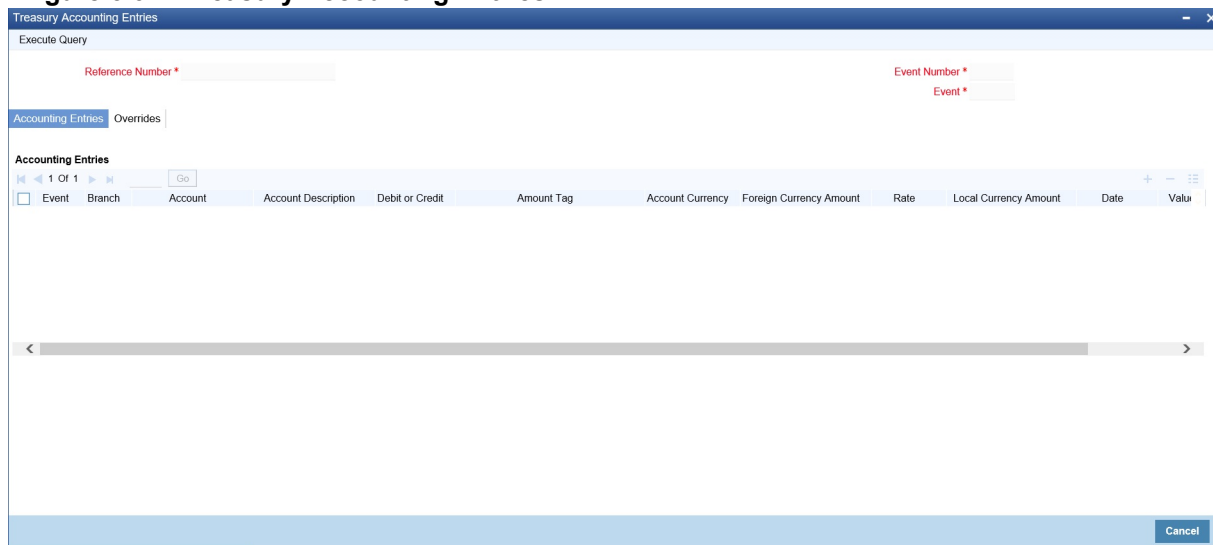 Treasury Accounting Entries
Execute Query
Reference Number *
Event Number *
Event *
Accounting Entries Overrides
Accounting Entries
1 Of 1 Go
Event Branch Account Account Description Debit or Credit Amount Tag Account Currency Foreign Currency Amount Rate Local Currency Amount Date Value
Cancel